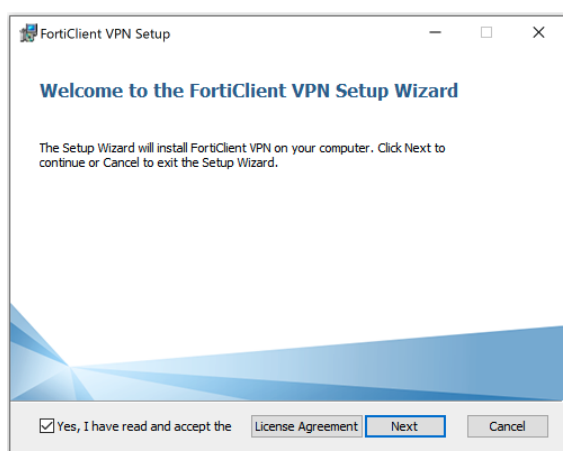 FortiClient VPN Setup
Welcome to the FortiClient VPN Setup Wizard
The Setup Wizard will install FortiClient VPN on your computer. Click Next to
continue or Cancel to exit the Setup Wizard.
Yes, I have read and accept the License Agreement Next Cancel